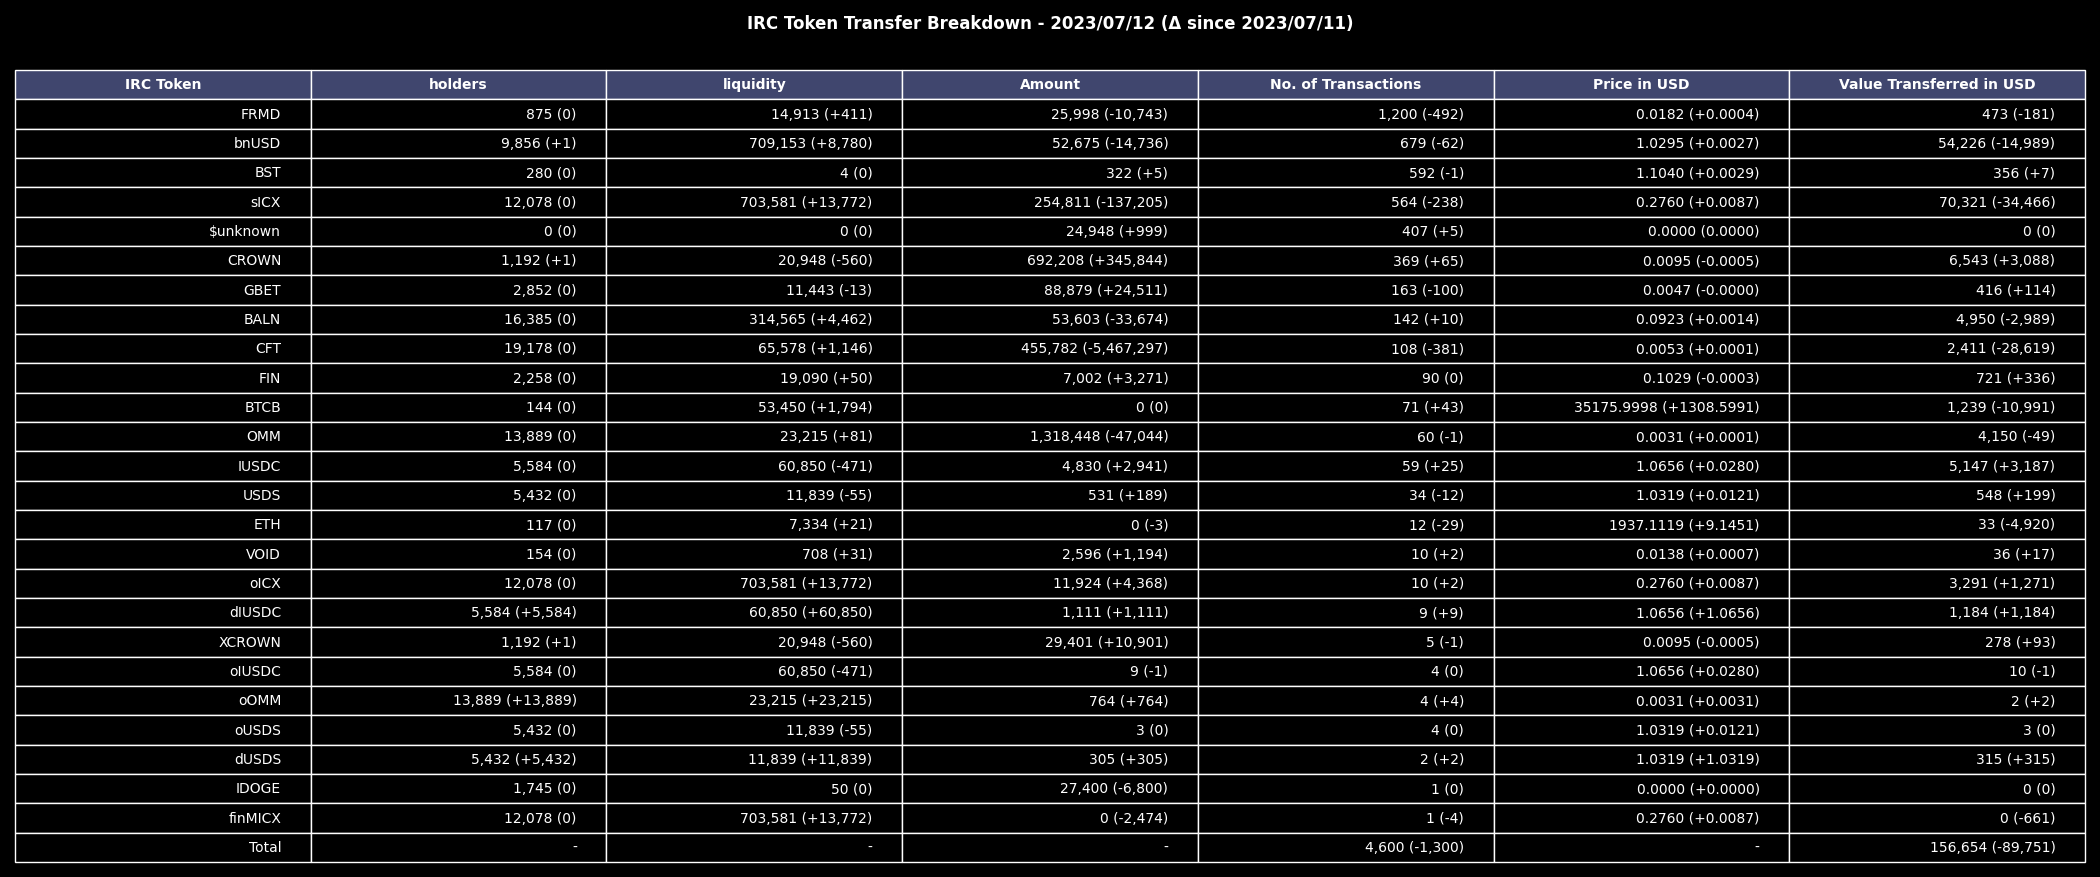 IRC Token Transfer Breakdown - 2023/07/12 (Δ since 2023/07/11)
IRC Token holders liquidity Amount No. of Transactions Price in USD Value Transferred in USD
FRMD 875 (0) 14,913 (+411) 25,998 (-10,743) 1,200 (-492) 0.0182 (+0.0004) 473 (-181)
bnUSD 9,856 (+1) 709,153 (+8,780) 52,675 (-14,736) 679 (-62) 1.0295 (+0.0027) 54,226 (-14,989)
BST 280 (0) 4 (0) 322 (+5) 592 (-1) 1.1040 (+0.0029) 356 (+7)
sICX 12,078 (0) 703,581 (+13,772) 254,811 (-137,205) 564 (-238) 0.2760 (+0.0087) 70,321 (-34,466)
$unknown 0 (0) 0 (0) 24,948 (+999) 407 (+5) 0.0000 (0.0000) 0 (0)
CROWN 1,192 (+1) 20,948 (-560) 692,208 (+345,844) 369 (+65) 0.0095 (-0.0005) 6,543 (+3,088)
GBET 2,852 (0) 11,443 (-13) 88,879 (+24,511) 163 (-100) 0.0047 (-0.0000) 416 (+114)
BALN 16,385 (0) 314,565 (+4,462) 53,603 (-33,674) 142 (+10) 0.0923 (+0.0014) 4,950 (-2,989)
CFT 19,178 (0) 65,578 (+1,146) 455,782 (-5,467,297) 108 (-381) 0.0053 (+0.0001) 2,411 (-28,619)
FIN 2,258 (0) 19,090 (+50) 7,002 (+3,271) 90 (0) 0.1029 (-0.0003) 721 (+336)
BTCB 144 (0) 53,450 (+1,794) 0 (0) 71 (+43) 35175.9998 (+1308.5991) 1,239 (-10,991)
OMM 13,889 (0) 23,215 (+81) 1,318,448 (-47,044) 60 (-1) 0.0031 (+0.0001) 4,150 (-49)
IUSDC 5,584 (0) 60,850 (-471) 4,830 (+2,941) 59 (+25) 1.0656 (+0.0280) 5,147 (+3,187)
USDS 5,432 (0) 11,839 (-55) 531 (+189) 34 (-12) 1.0319 (+0.0121) 548 (+199)
ETH 117 (0) 7,334 (+21) 0 (-3) 12 (-29) 1937.1119 (+9.1451) 33 (-4,920)
VOID 154 (0) 708 (+31) 2,596 (+1,194) 10 (+2) 0.0138 (+0.0007) 36 (+17)
oICX 12,078 (0) 703,581 (+13,772) 11,924 (+4,368) 10 (+2) 0.2760 (+0.0087) 3,291 (+1,271)
dIUSDC 5,584 (+5,584) 60,850 (+60,850) 1,111 (+1,111) 9 (+9) 1.0656 (+1.0656) 1,184 (+1,184)
XCROWN 1,192 (+1) 20,948 (-560) 29,401 (+10,901) 5 (-1) 0.0095 (-0.0005) 278 (+93)
oIUSDC 5,584 (0) 60,850 (-471) 9 (-1) 4 (0) 1.0656 (+0.0280) 10 (-1)
oOMM 13,889 (+13,889) 23,215 (+23,215) 764 (+764) 4 (+4) 0.0031 (+0.0031) 2 (+2)
oUSDS 5,432 (0) 11,839 (-55) 3 (0) 4 (0) 1.0319 (+0.0121) 3 (0)
dUSDS 5,432 (+5,432) 11,839 (+11,839) 305 (+305) 2 (+2) 1.0319 (+1.0319) 315 (+315)
IDOGE 1,745 (0) 50 (0) 27,400 (-6,800) 1 (0) 0.0000 (+0.0000) 0 (0)
finMICX 12,078 (0) 703,581 (+13,772) 0 (-2,474) 1 (-4) 0.2760 (+0.0087) 0 (-661)
Total - - - 4,600 (-1,300) - 156,654 (-89,751)